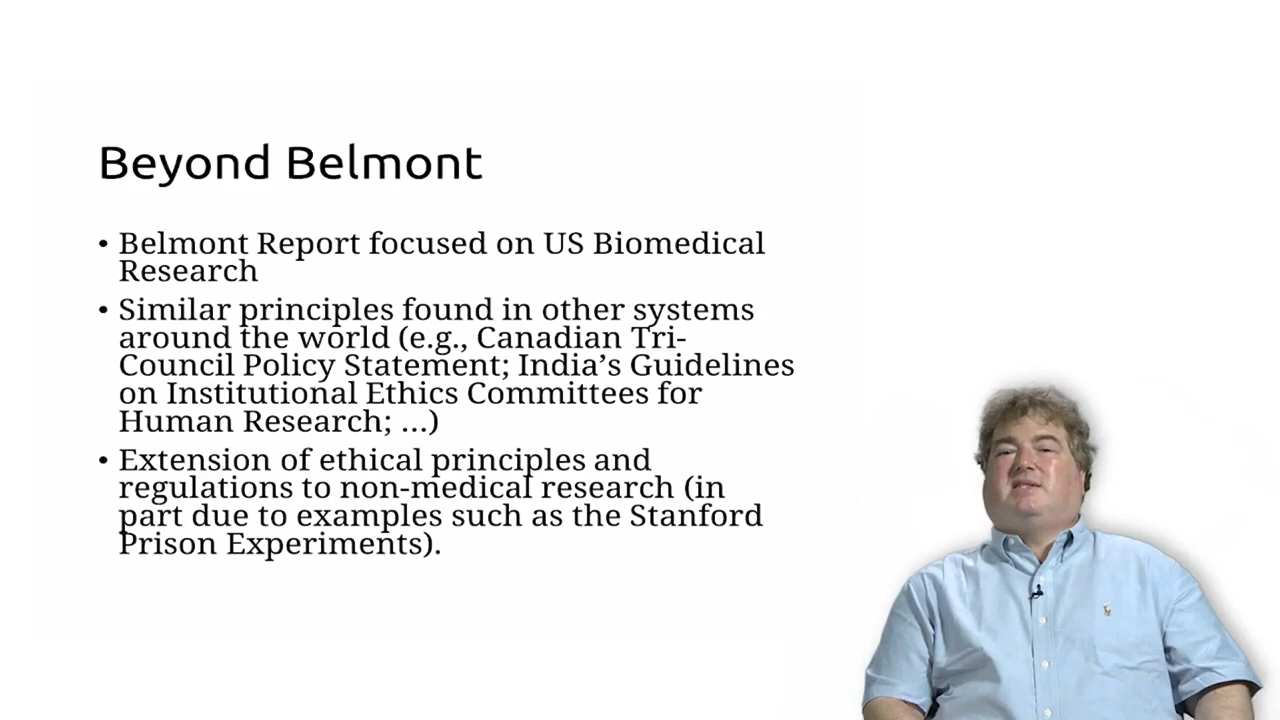 Beyond Belmont
• Belmont Report focused on US Biomedical
Research
• Similar principles found in other systems
around the world (e.g., Canadian Tri-
Council Policy Statement; India’s Guidelines
on Institutional Ethics Committees for
Human Research; …)
• Extension of ethical principles and
regulations to non-medical research (in
part due to examples such as the Stanford
Prison Experiments).